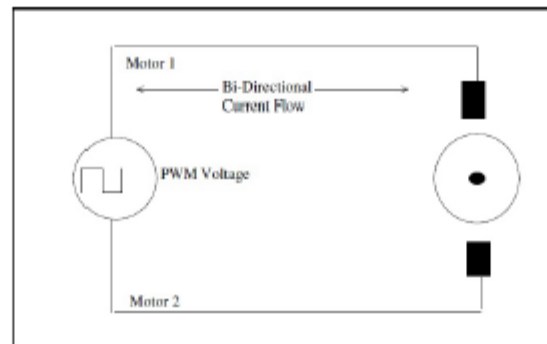 Motor 1
Bi-Directional
Current Flow
PWM Voltage
Motor 2